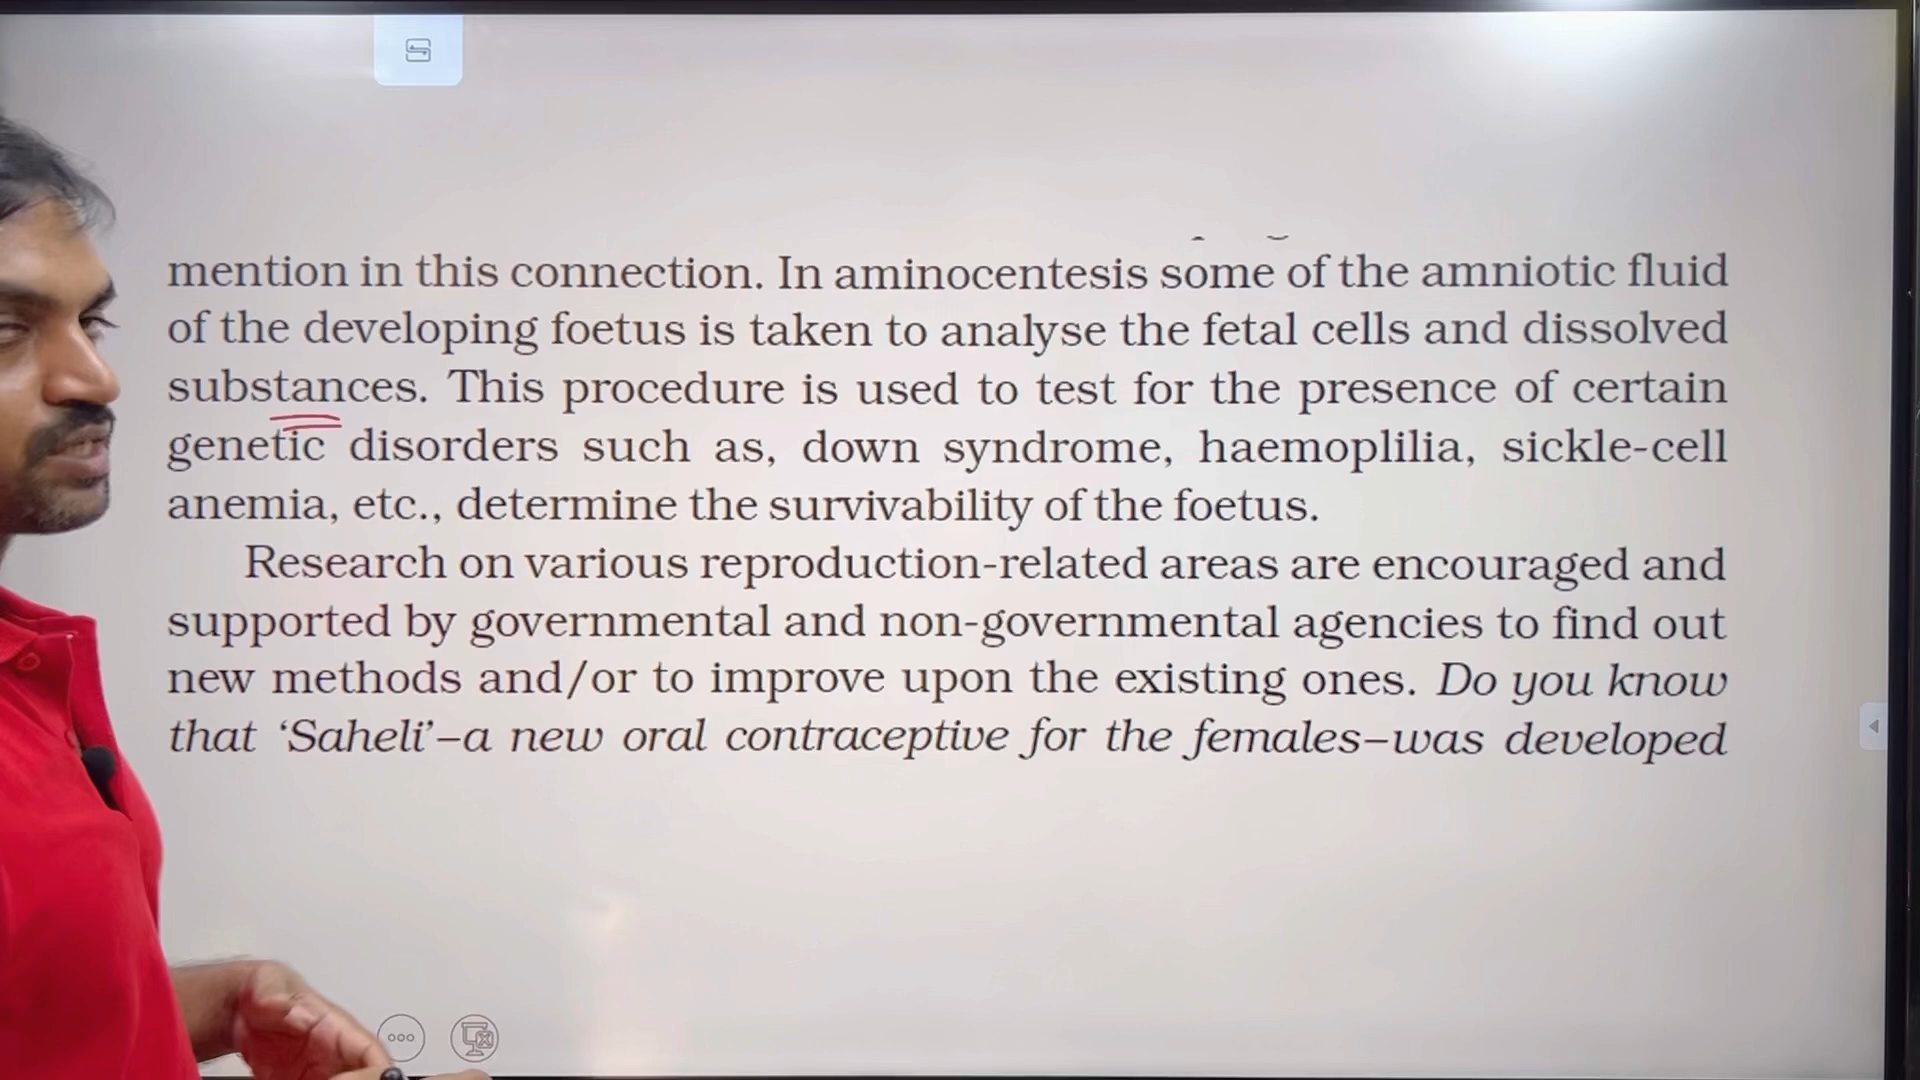 mention in this connection. In aminocentesis some of the amniotic fluid
of the developing foetus is taken to analyse the fetal cells and dissolved
substances. This procedure is used to test for the presence of certain
genetic disorders such as, down syndrome, haemoplilia, sickle-cell
anemia, etc., determine the survivability of the foetus.
Research on various reproduction-related areas are encouraged and
supported by governmental and non-governmental agencies to find out
new methods and/or to improve upon the existing ones. Do you know
that ‘Saheli’–a new oral contraceptive for the females–was developed